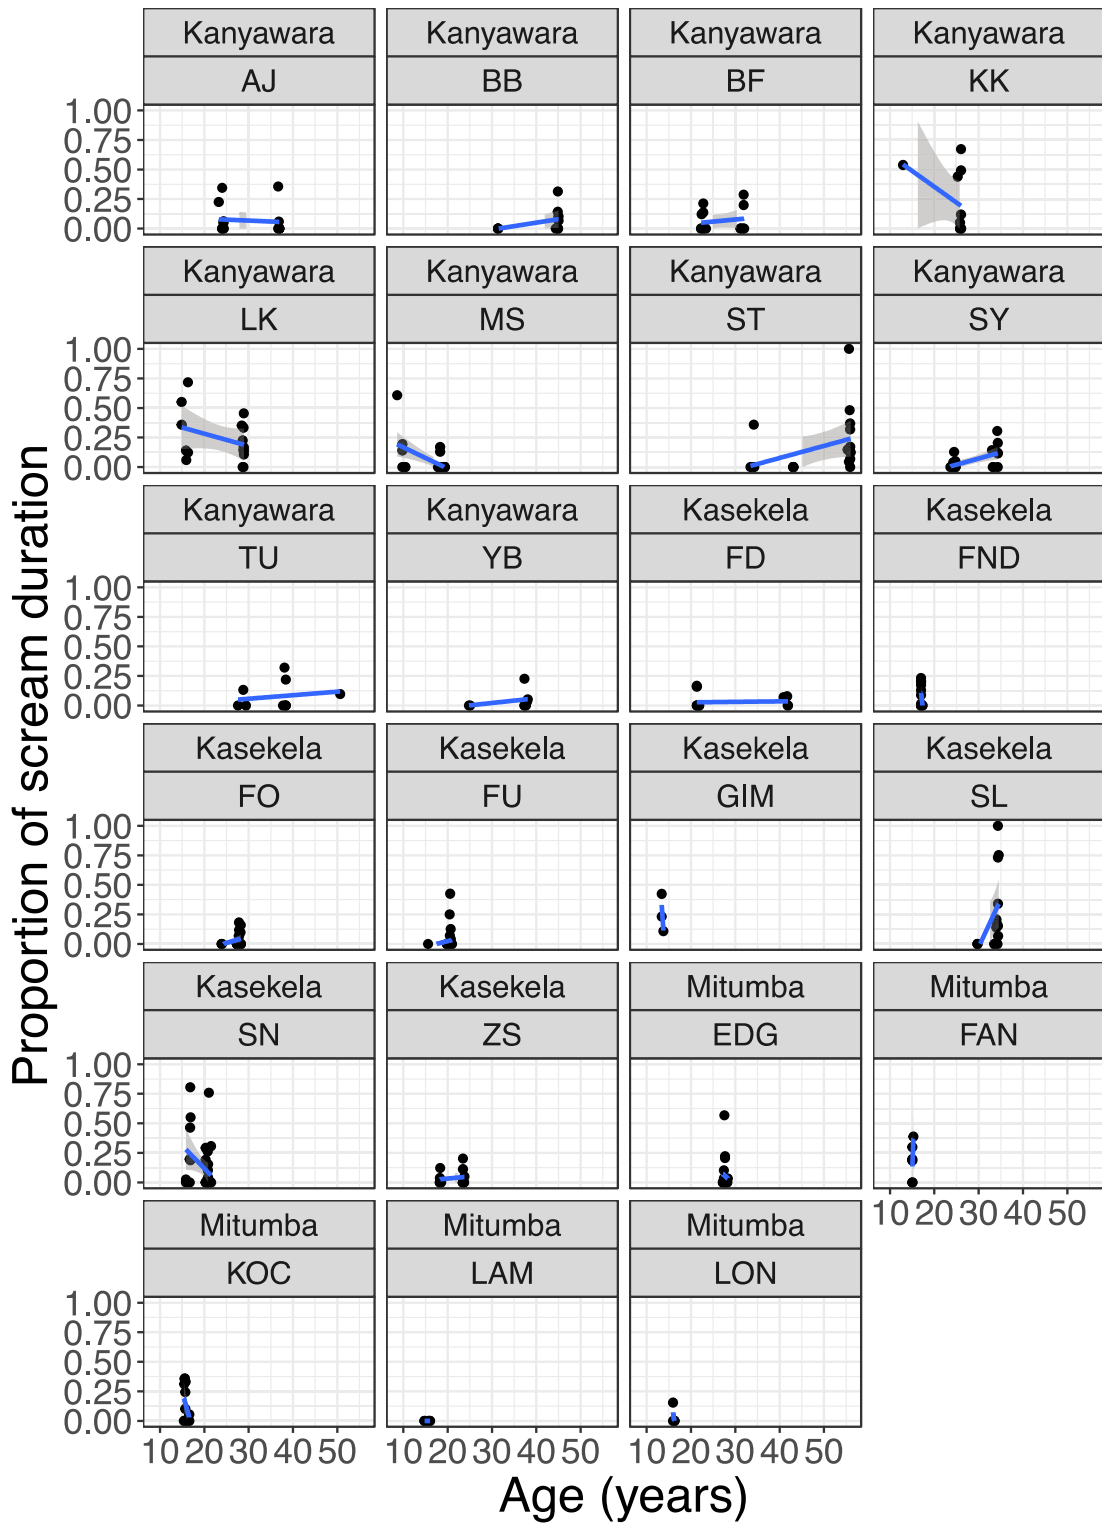 Kanyawara Kanyawara Kanyawara Kanyawara
AJ BB BF KK
1.00
0.75
0.50
0.25
0.00
Kanyawara Kanyawara Kanyawara Kanyawara
LK MS ST SY
1.00
0.75
0.50
0.25
0.00
Kanyawara Kanyawara Kasekela Kasekela
TU YB FD FND
1.00
0.75
0.50
0.25
0.00
Kasekela Kasekela Kasekela Kasekela
FO FU GIM SL
1.00
0.75
0.50
0.25
0.00
Kasekela Kasekela Mitumba Mitumba
SN ZS EDG FAN
1.00
0.75
0.50
0.25
0.00
10 20 30 40 50
Mitumba Mitumba Mitumba
KOC LAM LON
1.00
0.75
0.50
0.25
0.00
10 20 30 40 50 10 20 30 40 50 10 20 30 40 50
Age (years)
Proportion of scream duration